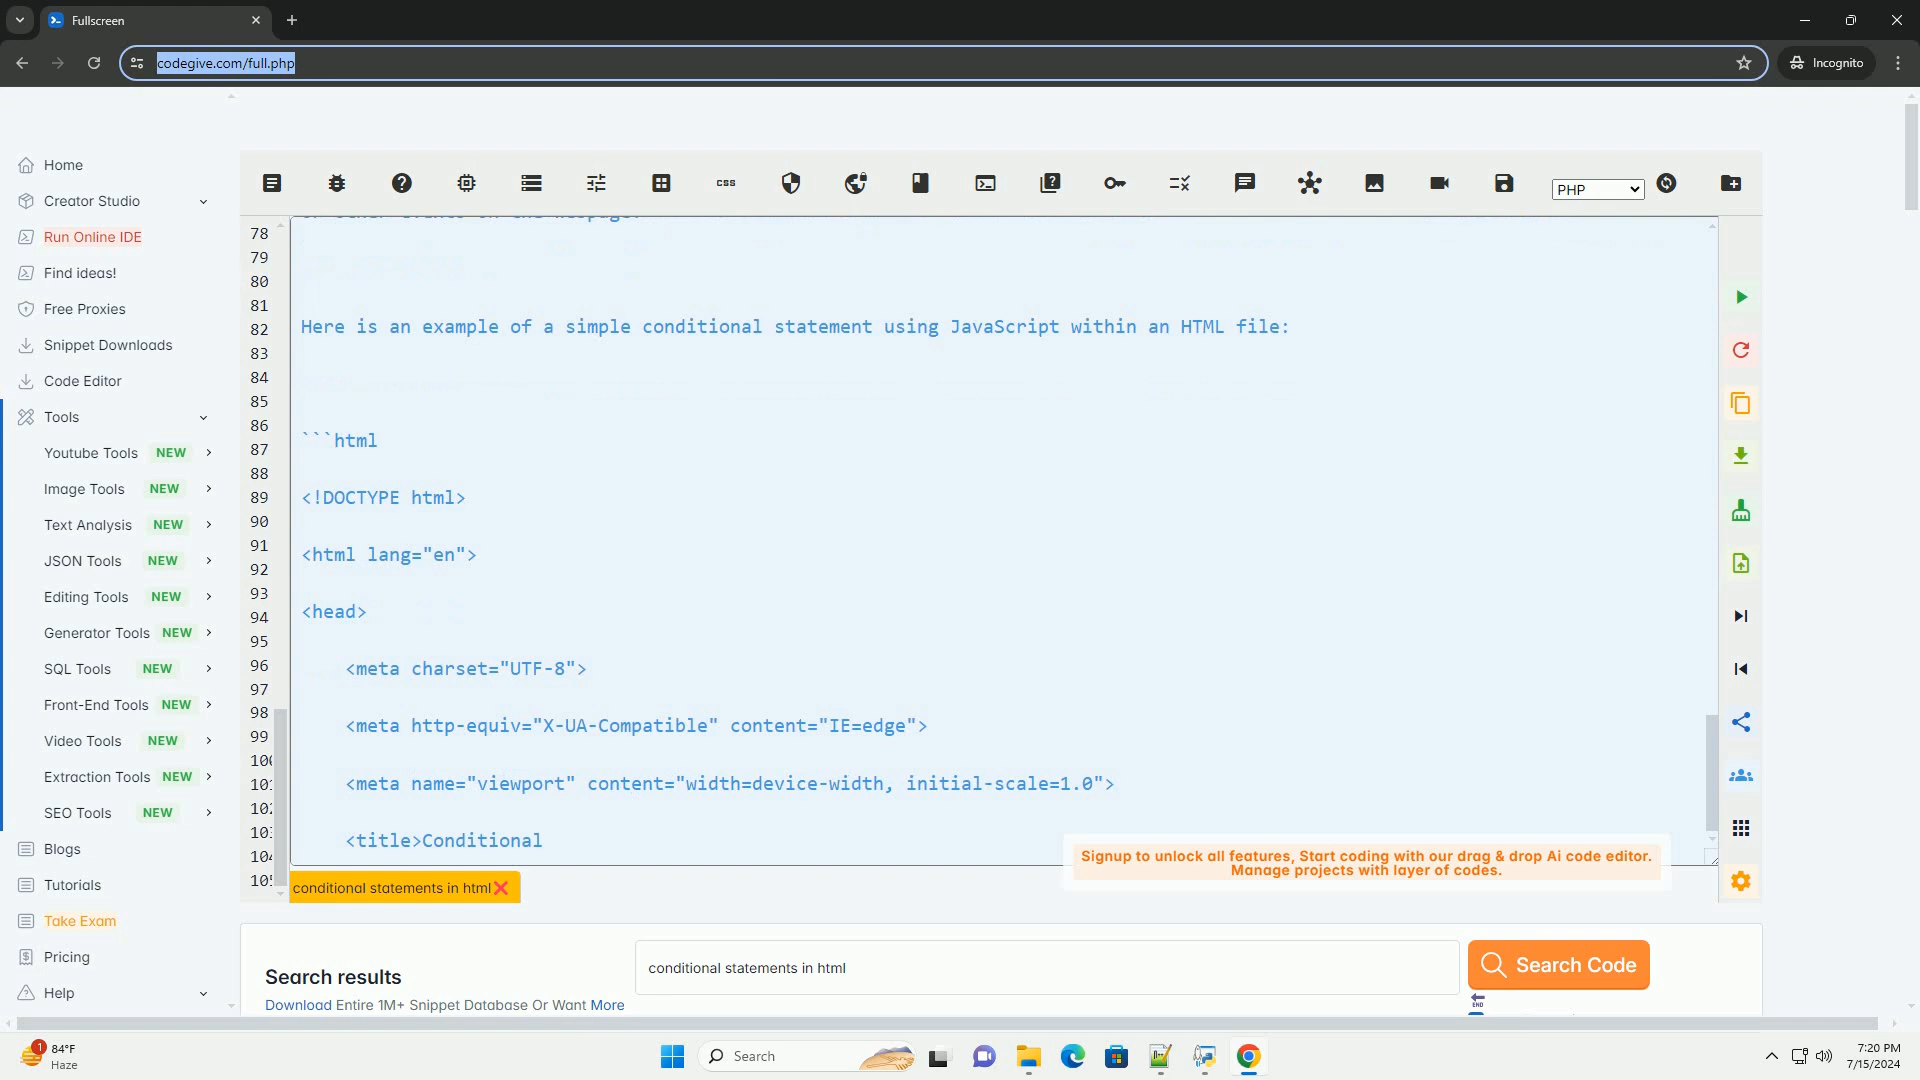 Fullscreen
codegive.com/full.php
Incognito
Home
Creator Studio
Run Online IDE
Find ideas!
Free Proxies
Snippet Downloads
Code Editor
Tools
Youtube Tools NEW
Image Tools NEW
Text Analysis NEW
JSON Tools NEW
Editing Tools NEW
Generator Tools NEW
SQL Tools NEW
Front-End Tools NEW
Video Tools NEW
Extraction Tools NEW
SEO Tools NEW
Blogs
Tutorials
Take Exam
Pricing
Help
css
PHP
78
79
80
81
82
83
84
85
86
87
88
89
90
91
92
93
94
95
96
97
98
99
Here is an example of a simple conditional statement using JavaScript within an HTML file:
```html
<!DOCTYPE html>
<html lang="en">
<head>
<meta charset="UTF-8">
<meta http-equiv="X-UA-Compatible" content="IE=edge">
<meta name="viewport" content="width=device-width, initial-scale=1.0">
<title>Conditional
Signup to unlock all features, Start coding with our drag & drop Ai code editor.
Manage projects with layer of codes.
conditional statements in html
Search results
Download Entire 1M+ Snippet Database Or Want More
conditional statements in html
Search Code
END
1
84°F
Haze
Search
7:20 PM
7/15/2024